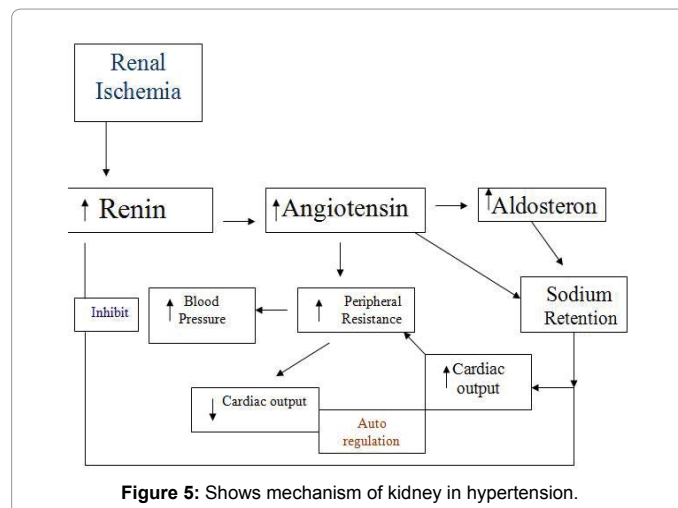 Renal
Ischemia
↑ Renin
↑Angiotensin
↑Aldosteron
Inhibit
↑ Blood
Pressure
↑ Peripheral
Resistance
Sodium
Retention
↑ Cardiac
output
↓ Cardiac output
Auto
regulation
Figure 5: Shows mechanism of kidney in hypertension.